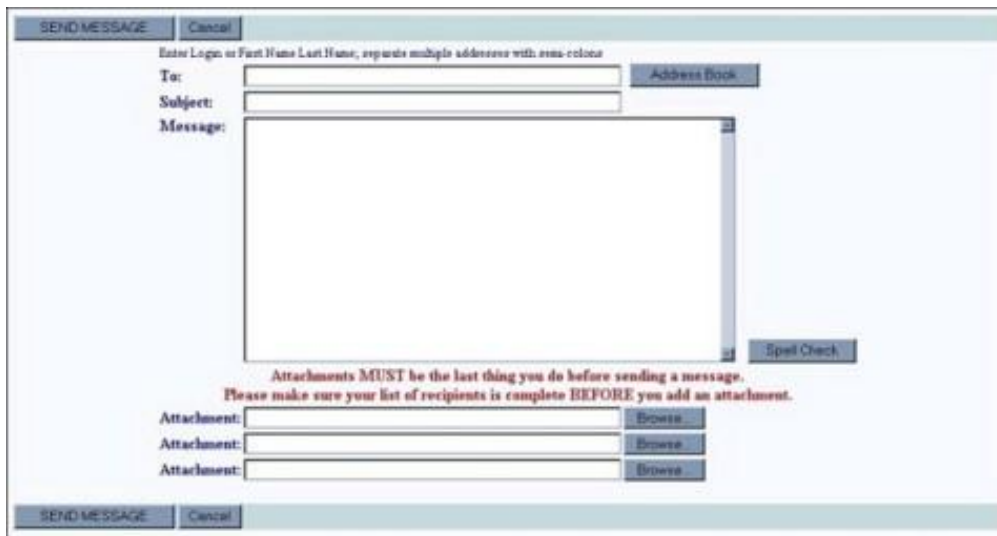 SEND MESSAGE Cancel
Enter Login or First Name Last Name, separate multiple addresses with semi-colons
To: Address Book
Subject:
Message:
Spell Check
Attachments MUST be the last thing you do before sending a message.
Please make sure your list of recipients is complete BEFORE you add an attachment.
Attachment: Browse...
Attachment: Browse...
Attachment: Browse...
SEND MESSAGE Cancel